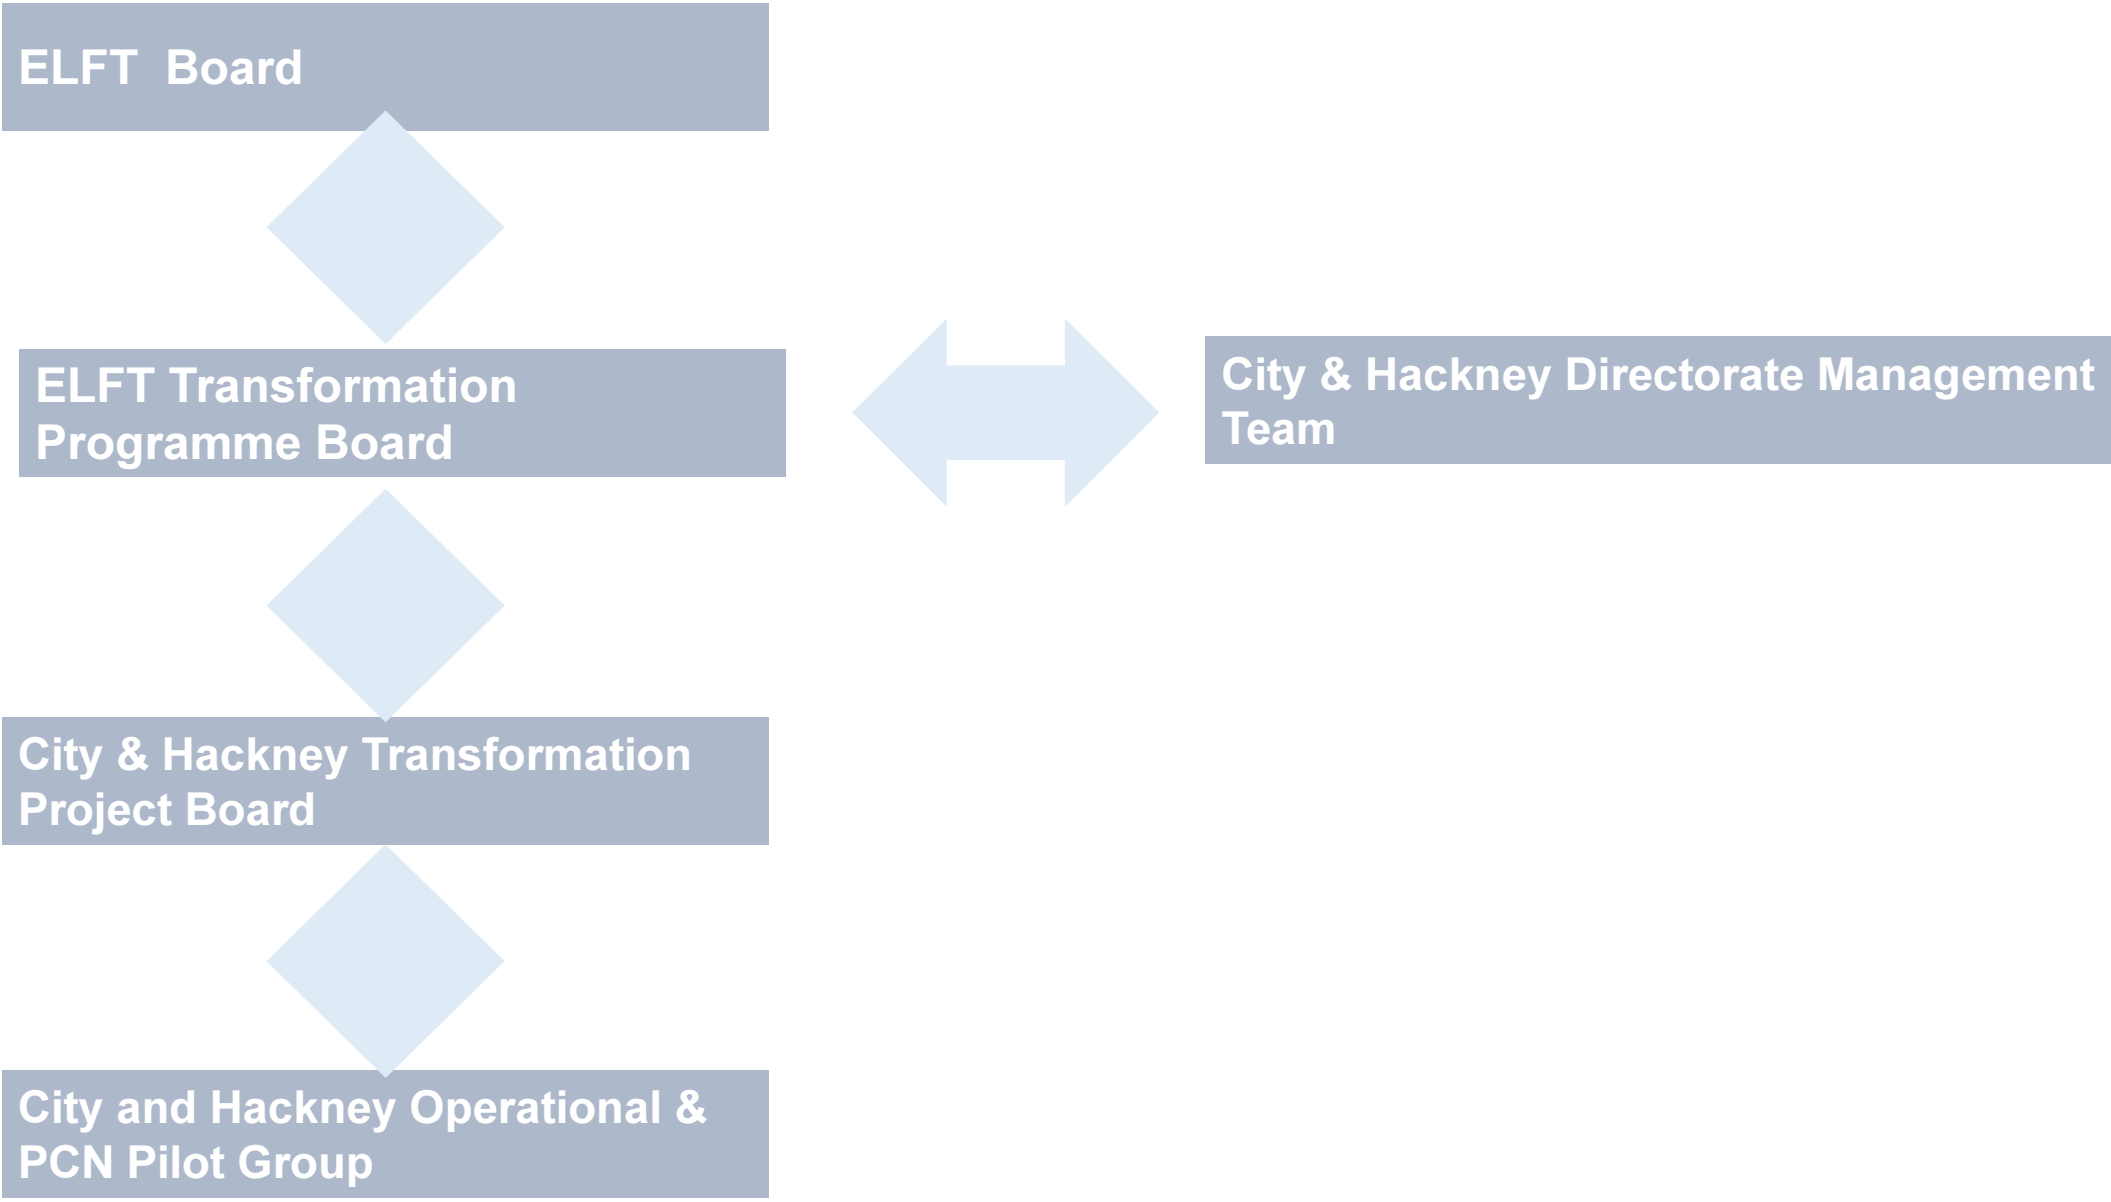 ELFT  Board
ELFT Transformation
Programme Board
City & Hackney Directorate Management
Team
City & Hackney Transformation
Project Board
City and Hackney Operational &
PCN Pilot Group